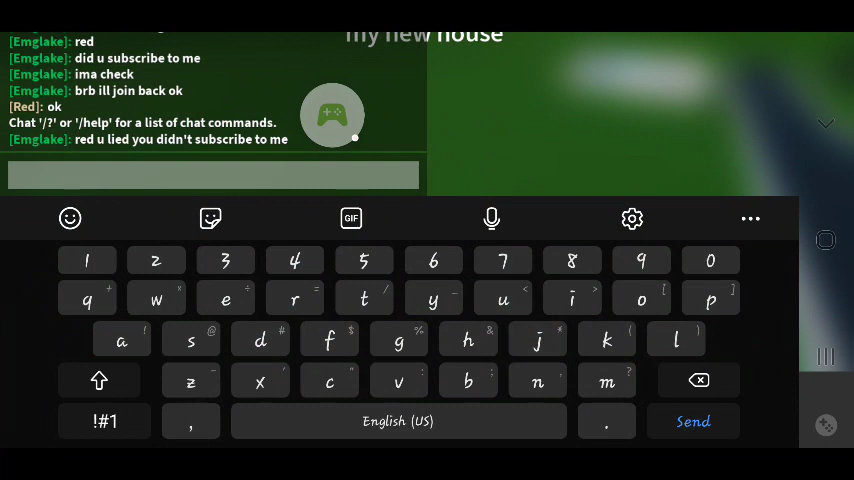 my new house
[Emglake]: red
[Emglake]: did u subscribe to me
[Emglake]: ima check
[Emglake]: brb ill join back ok
[Red]: ok
Chat '/?' or '/help' for a list of chat commands.
[Emglake]: red u lied you didn't subscribe to me
GIF
1 2 3 4 5 6 7 8 9 0
q + w × e ÷ r = t / y _ u < i > o [ p ]
a ! s @ d # f $ g % h & j * k ( l )
z - x ' c " v : b ; n , m ?
!#1 , English (US) . Send